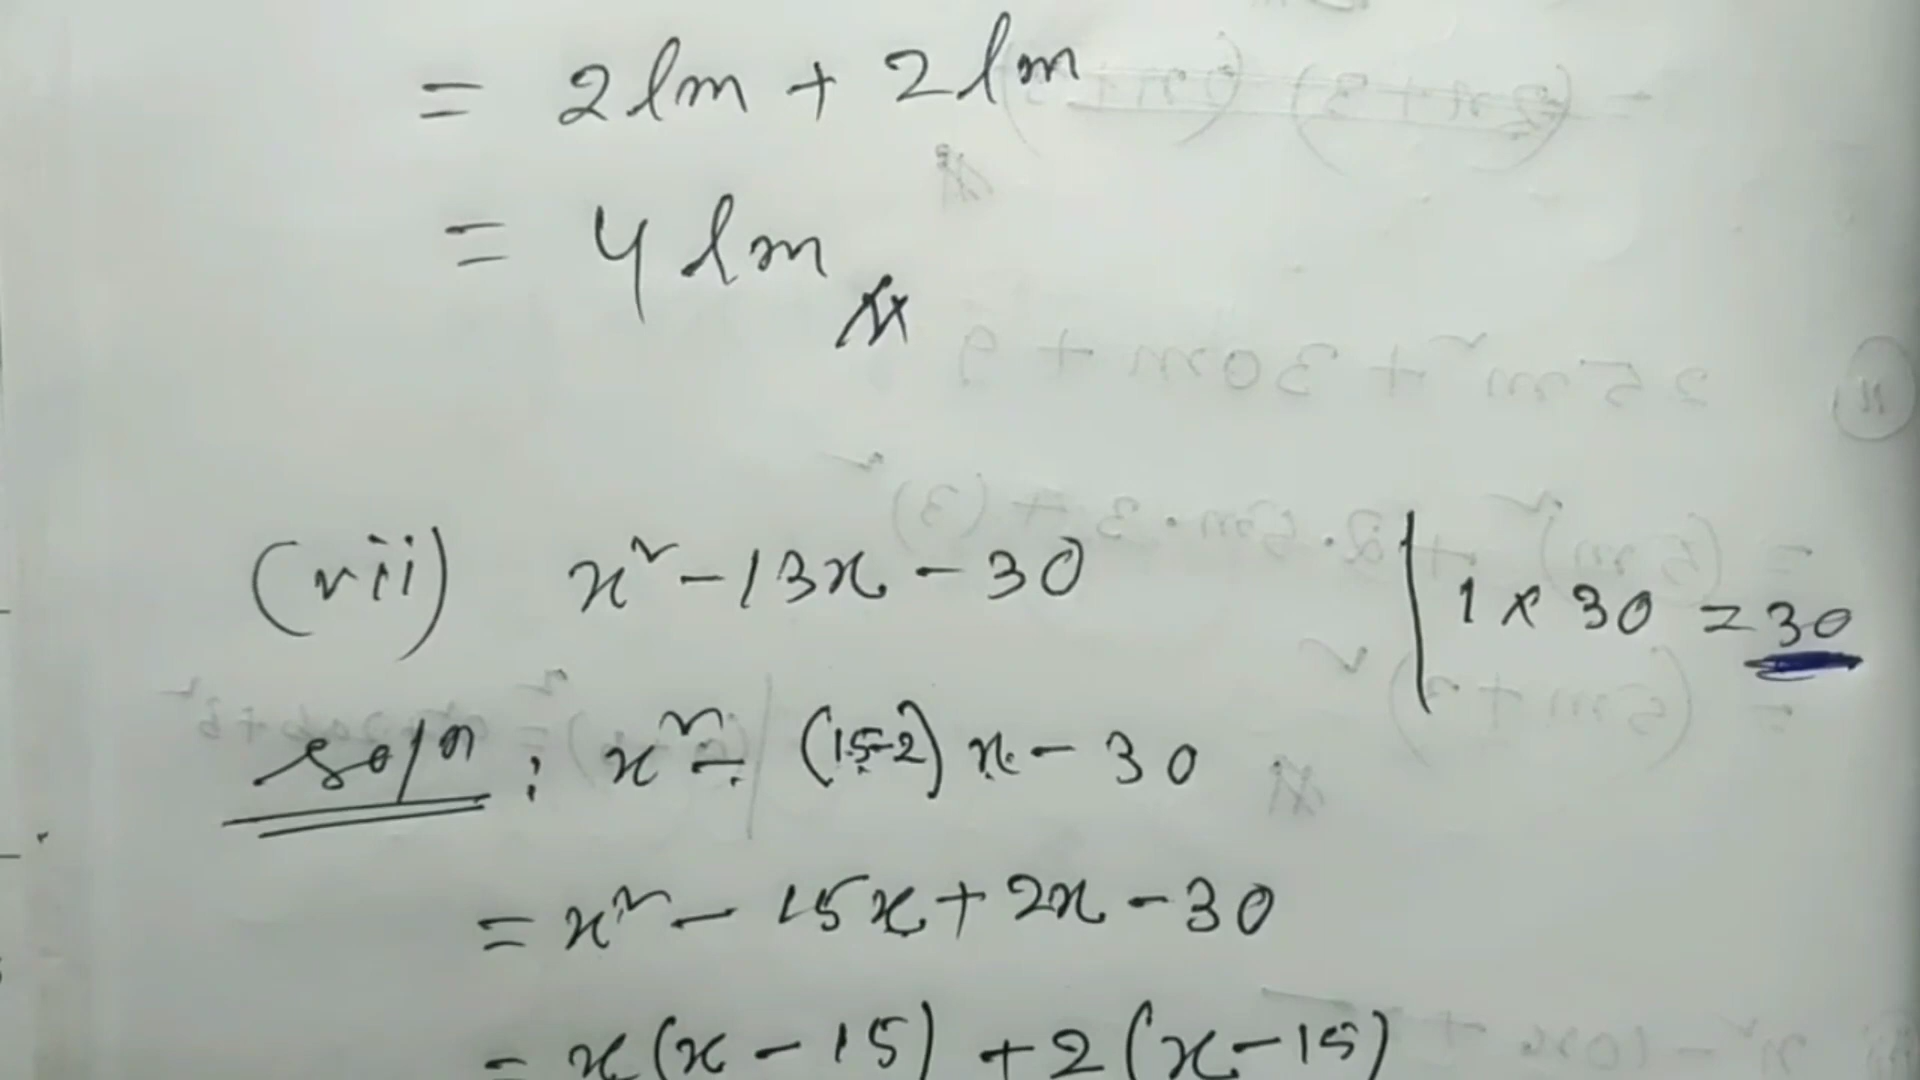 = 2lm + 2lm
= 4lm
(vii) x² - 13x - 30
1 × 30 = 30
soln : x² - (15-2)x - 30
= x² - 15x + 2x - 30
= x(x - 15) + 2(x - 15)